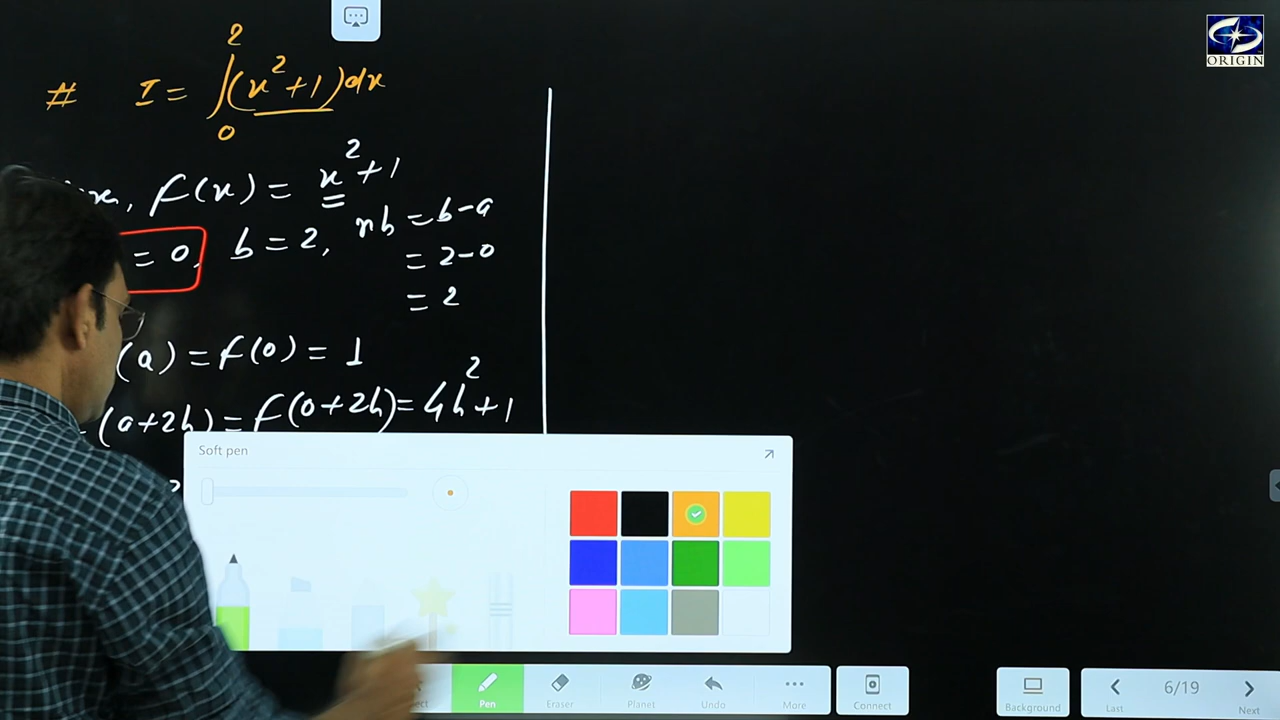 ORIGIN
# I = ∫₀² (x²+1) dx
f(x) = x²+1
= 0, b = 2, nh = b-a
= 2-0
= 2
(a) = f(0) = 1
(0+2h) = f(0+2h) = 4h²+1
Soft pen
Pen Eraser Planet Undo More Connect Background Last 6/19 Next